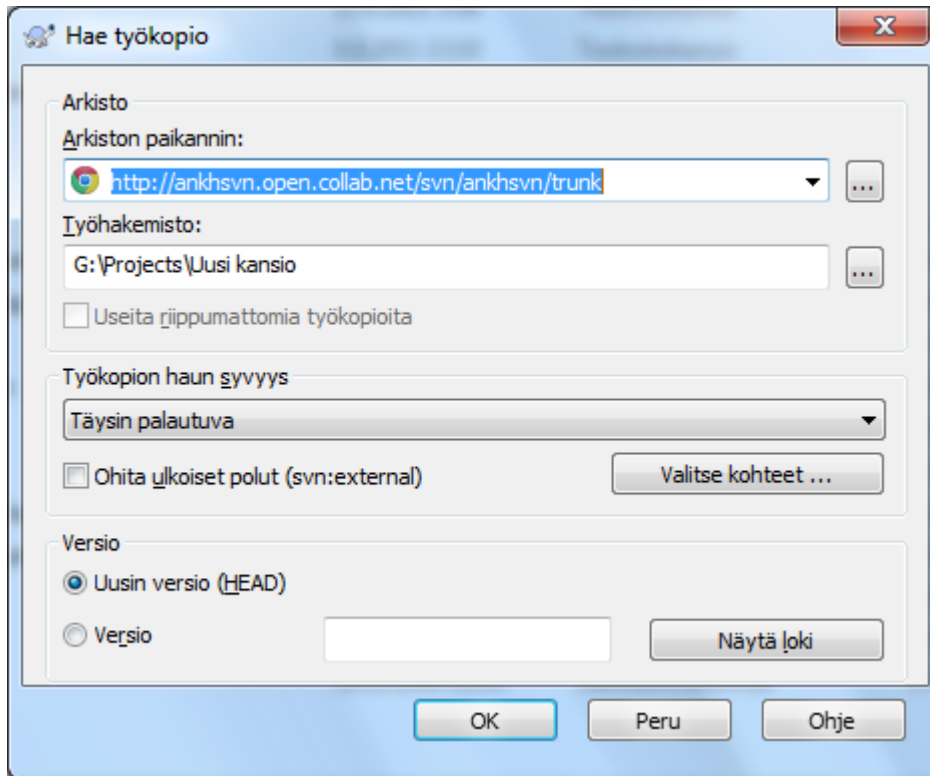 Hae työkopio
Arkisto
Arkiston paikannin:
http://ankhsvn.open.collab.net/svn/ankhsvn/trunk
...
Työhakemisto:
G:\Projects\Uusi kansio
...
Useita riippumattomia työkopioita
Työkopion haun syvyys
Täysin palautuva
Ohita ulkoiset polut (svn:external)
Valitse kohteet ...
Versio
Uusin versio (HEAD)
Versio
Näytä loki
OK
Peru
Ohje